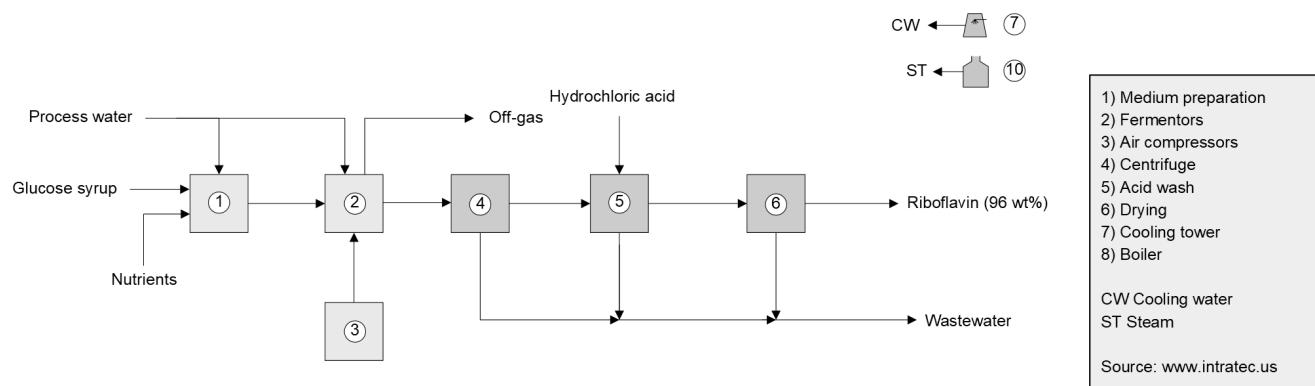 CW
7
ST
10
Hydrochloric acid
Process water
Off-gas
Glucose syrup
1
2
4
5
6
Riboflavin (96 wt%)
Nutrients
3
Wastewater
1) Medium preparation
2) Fermentors
3) Air compressors
4) Centrifuge
5) Acid wash
6) Drying
7) Cooling tower
8) Boiler
CW Cooling water
ST Steam
Source: www.intratec.us